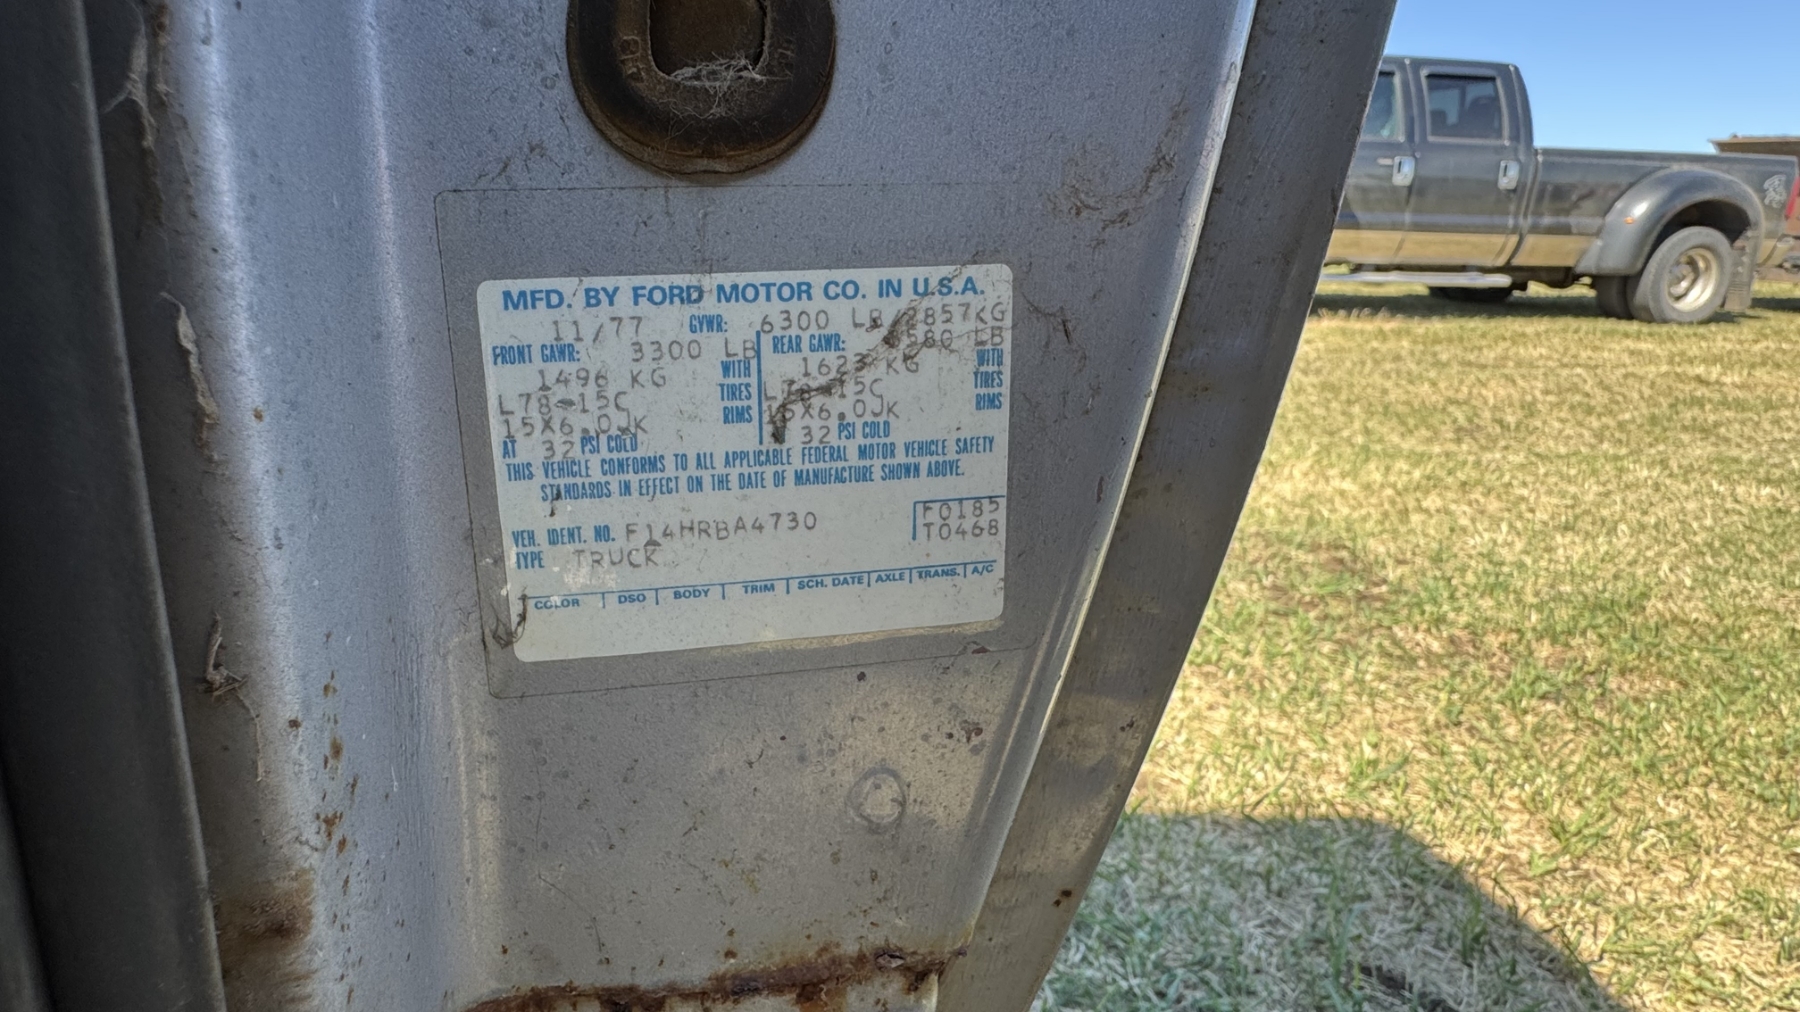 MFD. BY FORD MOTOR CO. IN U.S.A.
11/77 GVWR: 6300 LB/2857KG
FRONT GAWR: 3300 LB REAR GAWR: 3580 LB
1496 KG WITH 1623 KG WITH
L78-15C TIRES L78-15C TIRES
15X6.0JK RIMS 15X6.0JK RIMS
AT 32 PSI COLD 32 PSI COLD
THIS VEHICLE CONFORMS TO ALL APPLICABLE FEDERAL MOTOR VEHICLE SAFETY
STANDARDS IN EFFECT ON THE DATE OF MANUFACTURE SHOWN ABOVE.
F0185
VEH. IDENT. NO. F14HRBA4730 T0468
TYPE TRUCK
COLOR DSO BODY TRIM SCH. DATE AXLE TRANS. A/C